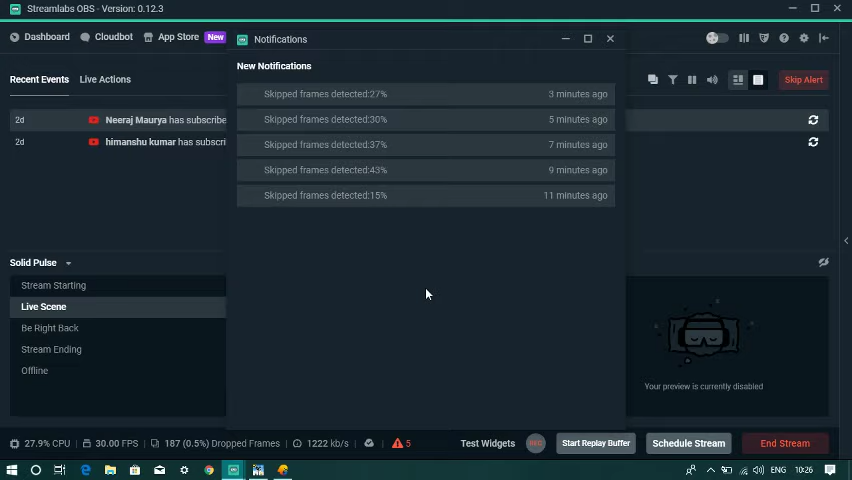 Streamlabs OBS - Version: 0.12.3
Dashboard
Cloudbot
App Store
New
Notifications
New Notifications
Skipped frames detected:27% 3 minutes ago
Skipped frames detected:30% 5 minutes ago
Skipped frames detected:37% 7 minutes ago
Skipped frames detected:43% 9 minutes ago
Skipped frames detected:15% 11 minutes ago
Recent Events
Live Actions
Skip Alert
2d Neeraj Maurya has subscribe
2d himanshu kumar has subscri
Solid Pulse
Stream Starting
Live Scene
Be Right Back
Stream Ending
Offline
Your preview is currently disabled
27.9% CPU 30.00 FPS 187 (0.5%) Dropped Frames 1222 kb/s 5 Test Widgets REC Start Replay Buffer Schedule Stream End Stream
ENG 10:26